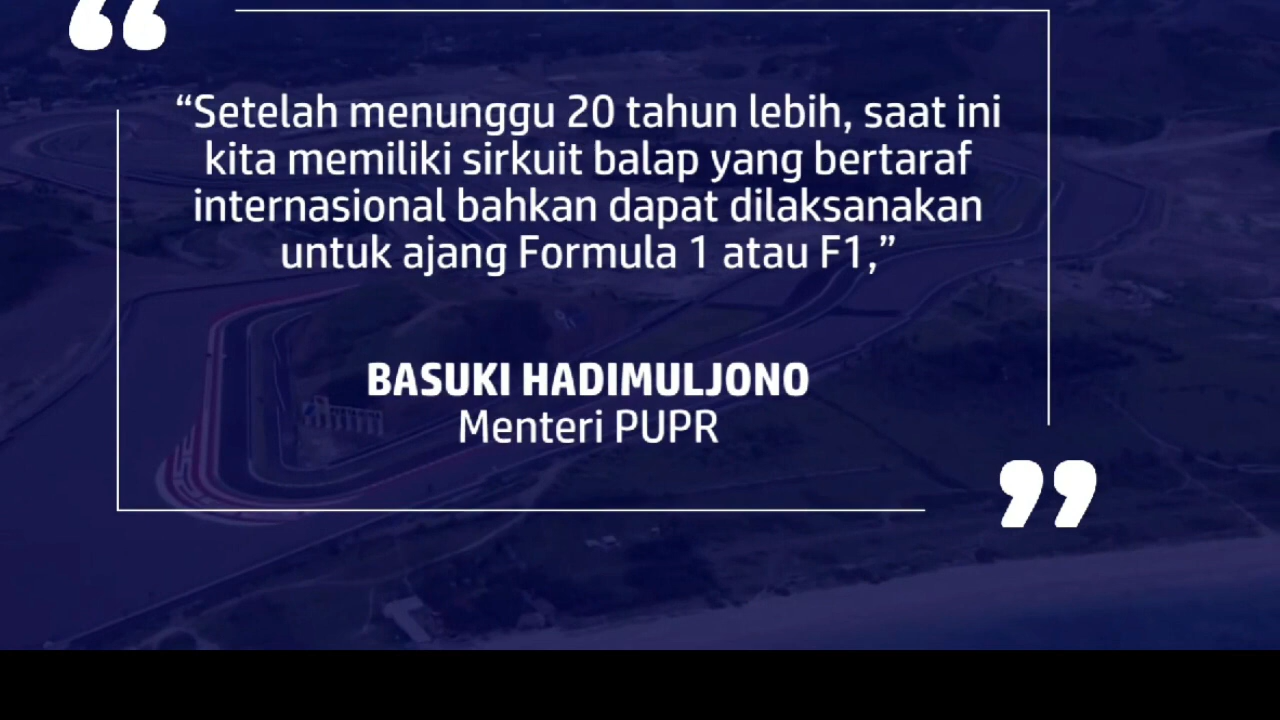 “Setelah menunggu 20 tahun lebih, saat ini
kita memiliki sirkuit balap yang bertaraf
internasional bahkan dapat dilaksanakan
untuk ajang Formula 1 atau F1,”
BASUKI HADIMULJONO
Menteri PUPR